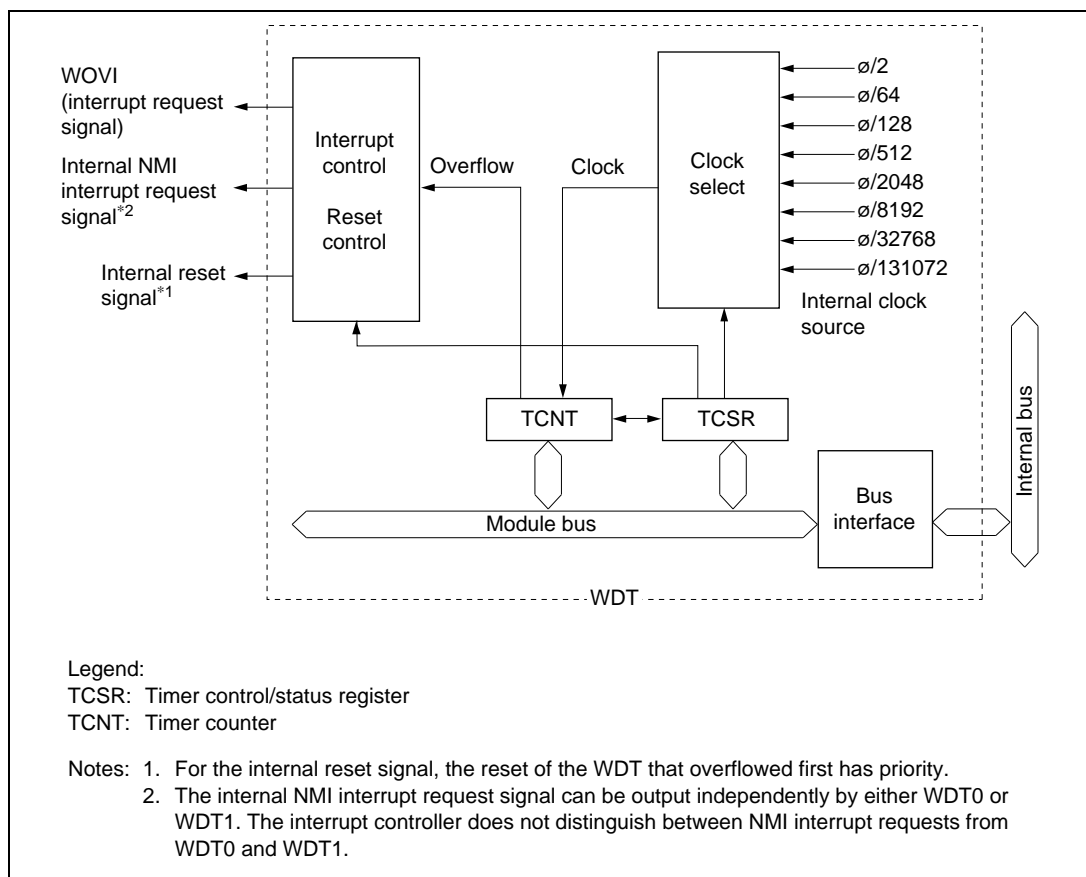 WOVI
(interrupt request
signal)
Internal NMI
interrupt request
signal*2
Internal reset
signal*1
Interrupt
control
Reset
control
Overflow
Clock
Clock
select
ø/2
ø/64
ø/128
ø/512
ø/2048
ø/8192
ø/32768
ø/131072
Internal clock
source
TCNT
TCSR
Module bus
Bus
interface
Internal bus
WDT
Legend:
TCSR: Timer control/status register
TCNT: Timer counter
Notes: 1. For the internal reset signal, the reset of the WDT that overflowed first has priority.
2. The internal NMI interrupt request signal can be output independently by either WDT0 or
WDT1. The interrupt controller does not distinguish between NMI interrupt requests from
WDT0 and WDT1.